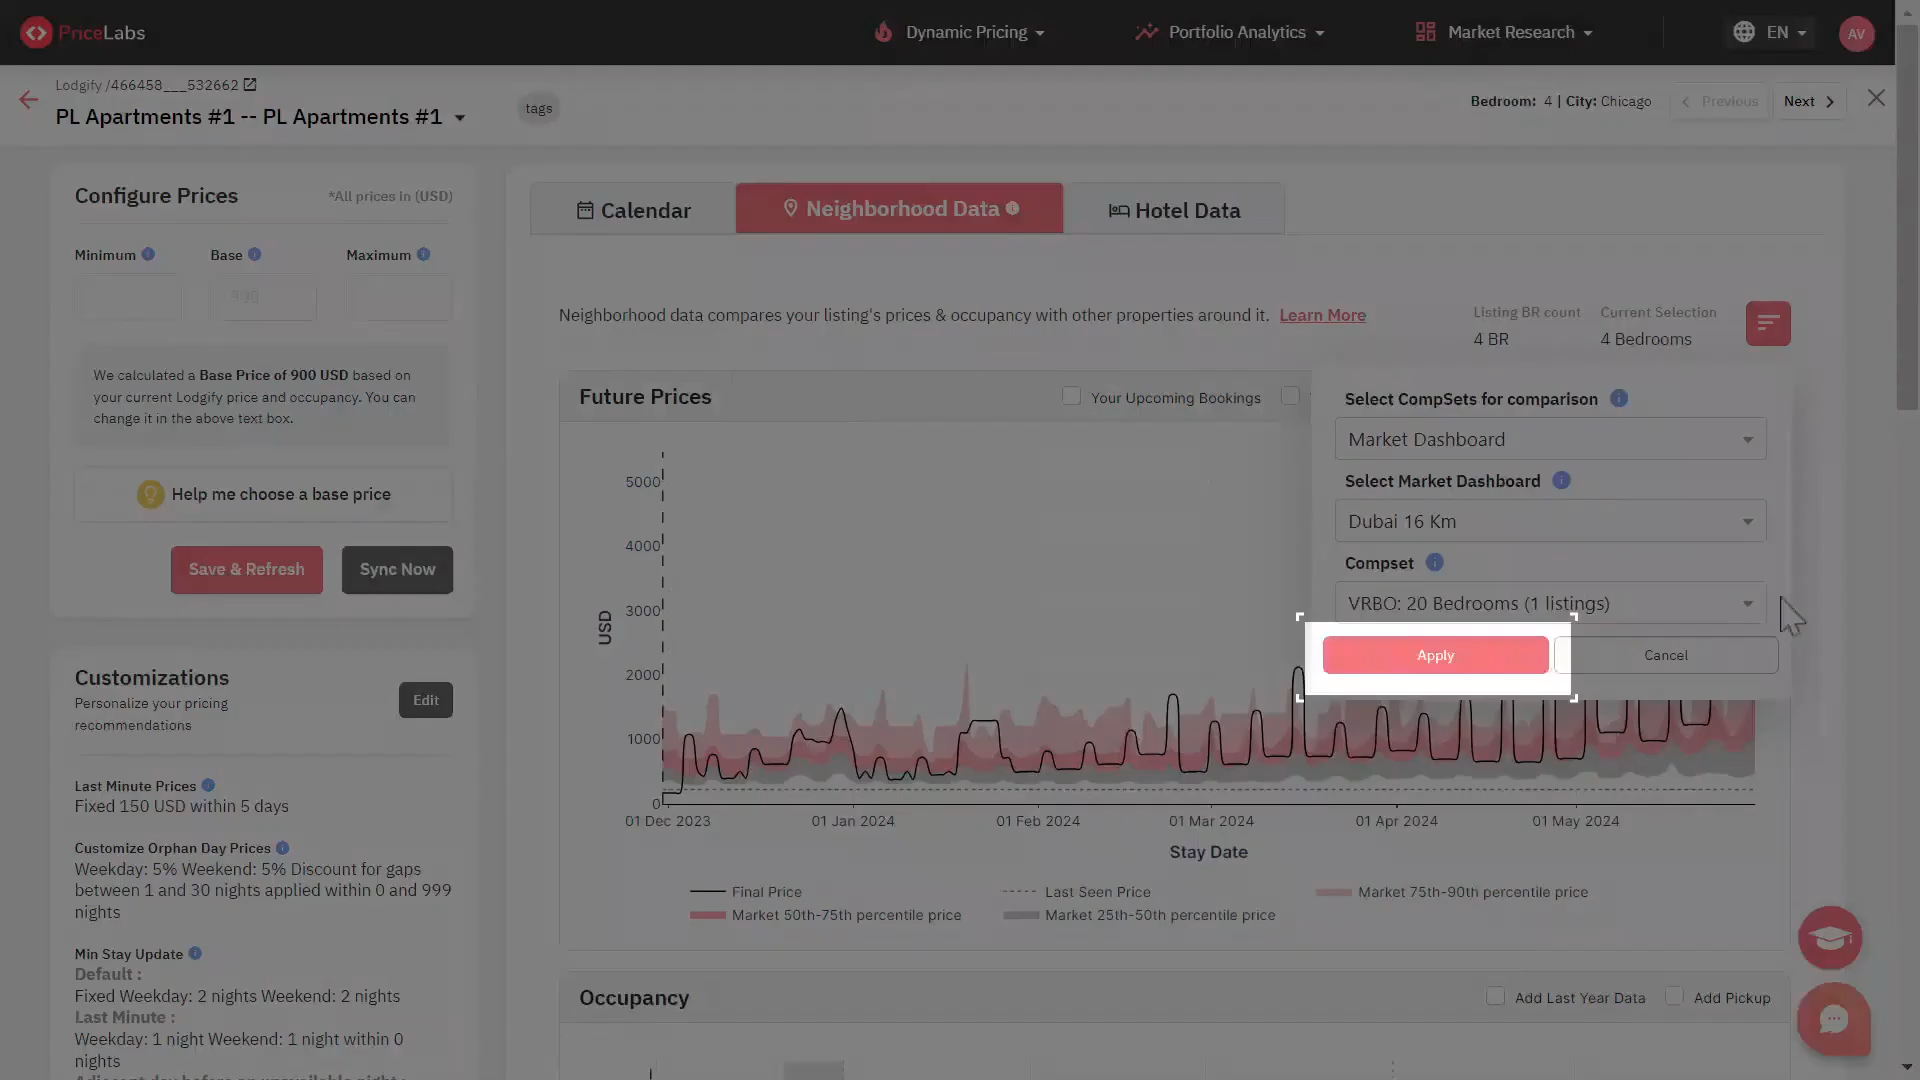 PriceLabs
Dynamic Pricing
Portfolio Analytics
Market Research
EN
AV
Lodgify /466458___532662
PL Apartments #1 -- PL Apartments #1
tags
Bedroom: 4 | City: Chicago
Previous
Next
Configure Prices
*All prices in (USD)
Minimum
Base
Maximum
We calculated a Base Price of 900 USD based on
your current Lodgify price and occupancy. You can
change it in the above text box.
Help me choose a base price
Save & Refresh
Sync Now
Customizations
Personalize your pricing
recommendations
Edit
Last Minute Prices
Fixed 150 USD within 5 days
Customize Orphan Day Prices
Weekday: 5% Weekend: 5% Discount for gaps
between 1 and 30 nights applied within 0 and 999
nights
Min Stay Update
Default :
Fixed Weekday: 2 nights Weekend: 2 nights
Last Minute :
Weekday: 1 night Weekend: 1 night within 0
nights
Calendar
Neighborhood Data
Hotel Data
Neighborhood data compares your listing's prices & occupancy with other properties around it. Learn More
Listing BR count
4 BR
Current Selection
4 Bedrooms
Future Prices
Your Upcoming Bookings
Select CompSets for comparison
Market Dashboard
Select Market Dashboard
Dubai 16 Km
Compset
VRBO: 20 Bedrooms (1 listings)
Apply
Cancel
USD
5000
4000
3000
2000
1000
0
01 Dec 2023
01 Jan 2024
01 Feb 2024
01 Mar 2024
01 Apr 2024
01 May 2024
Stay Date
Final Price
Last Seen Price
Market 75th-90th percentile price
Market 50th-75th percentile price
Market 25th-50th percentile price
Occupancy
Add Last Year Data
Add Pickup